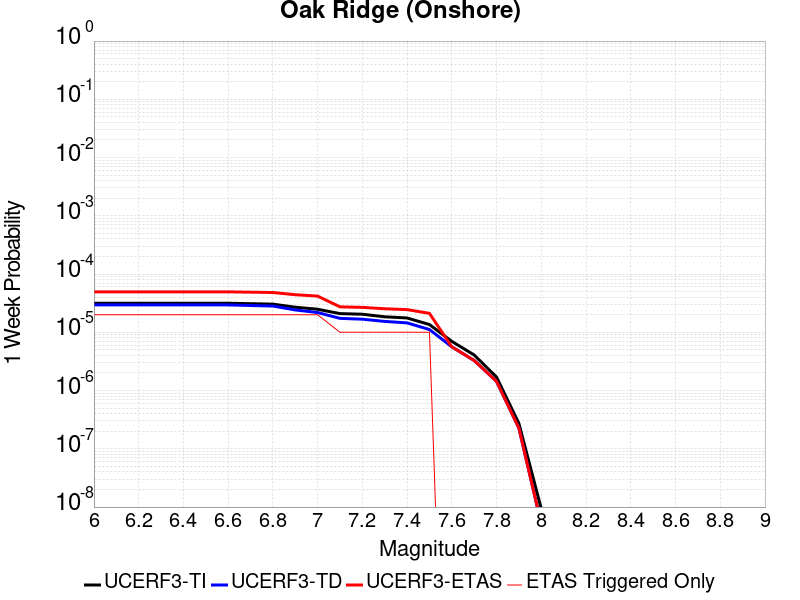 Oak Ridge (Onshore)
1 Week Probability
10^0
10^-1
10^-2
10^-3
10^-4
10^-5
10^-6
10^-7
10^-8
6 6.2 6.4 6.6 6.8 7 7.2 7.4 7.6 7.8 8 8.2 8.4 8.6 8.8 9
Magnitude
UCERF3-TI UCERF3-TD UCERF3-ETAS ETAS Triggered Only